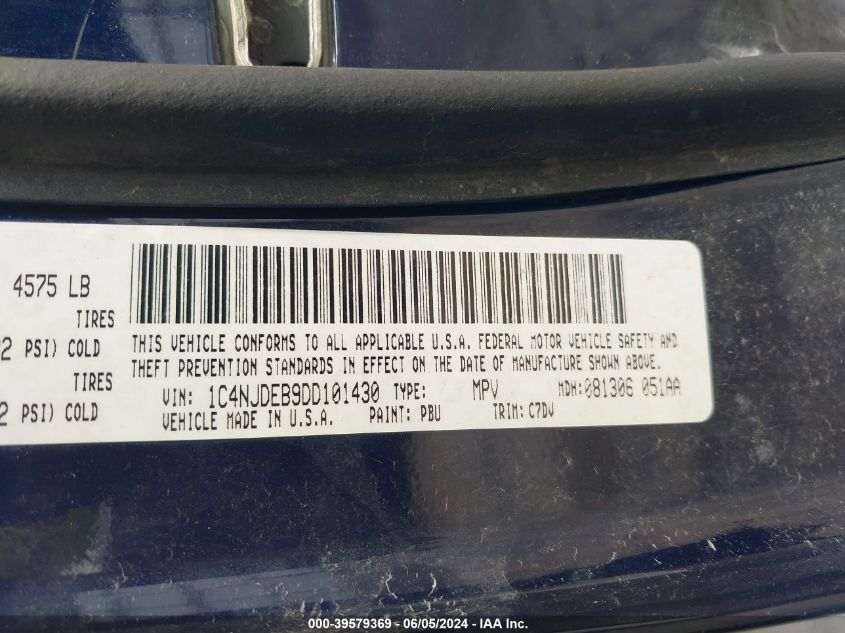 4575 LB
TIRES
PSI) COLD
TIRES
PSI) COLD
THIS VEHICLE CONFORMS TO ALL APPLICABLE U.S.A. FEDERAL MOTOR VEHICLE SAFETY AND
THEFT PREVENTION STANDARDS IN EFFECT ON THE DATE OF MANUFACTURE SHOWN ABOVE.
VIN: 1C4NJDEB9DD101430 TYPE: MPV MDH: 081306 051AA
VEHICLE MADE IN U.S.A. PAINT: PBU TRIM: C7DV
000-39579369 - 06/05/2024 - IAA Inc.